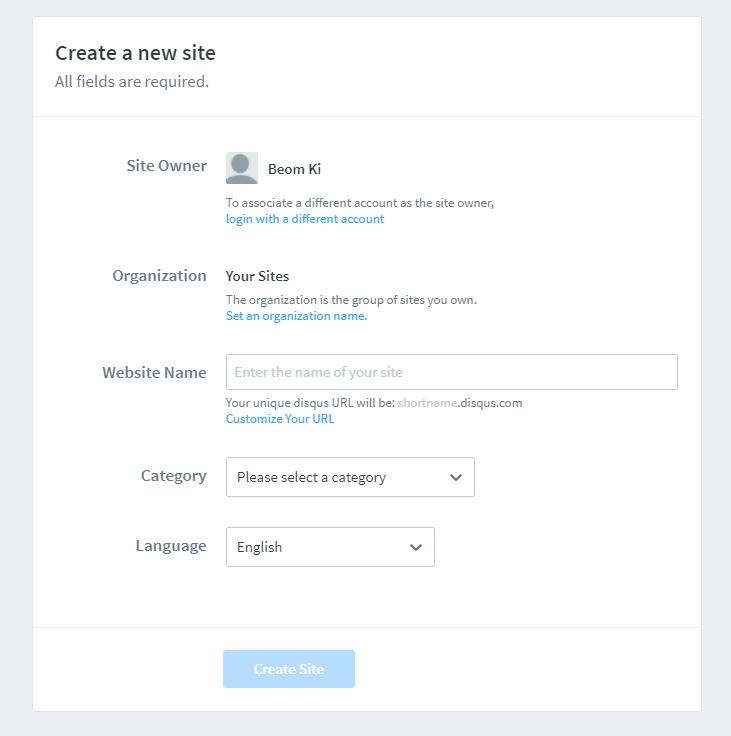 Create a new site
All fields are required.
Site Owner
Beom Ki
To associate a different account as the site owner,
login with a different account
Organization
Your Sites
The organization is the group of sites you own.
Set an organization name.
Website Name
Enter the name of your site
Your unique disqus URL will be: shortname.disqus.com
Customize Your URL
Category
Please select a category
Language
English
Create Site